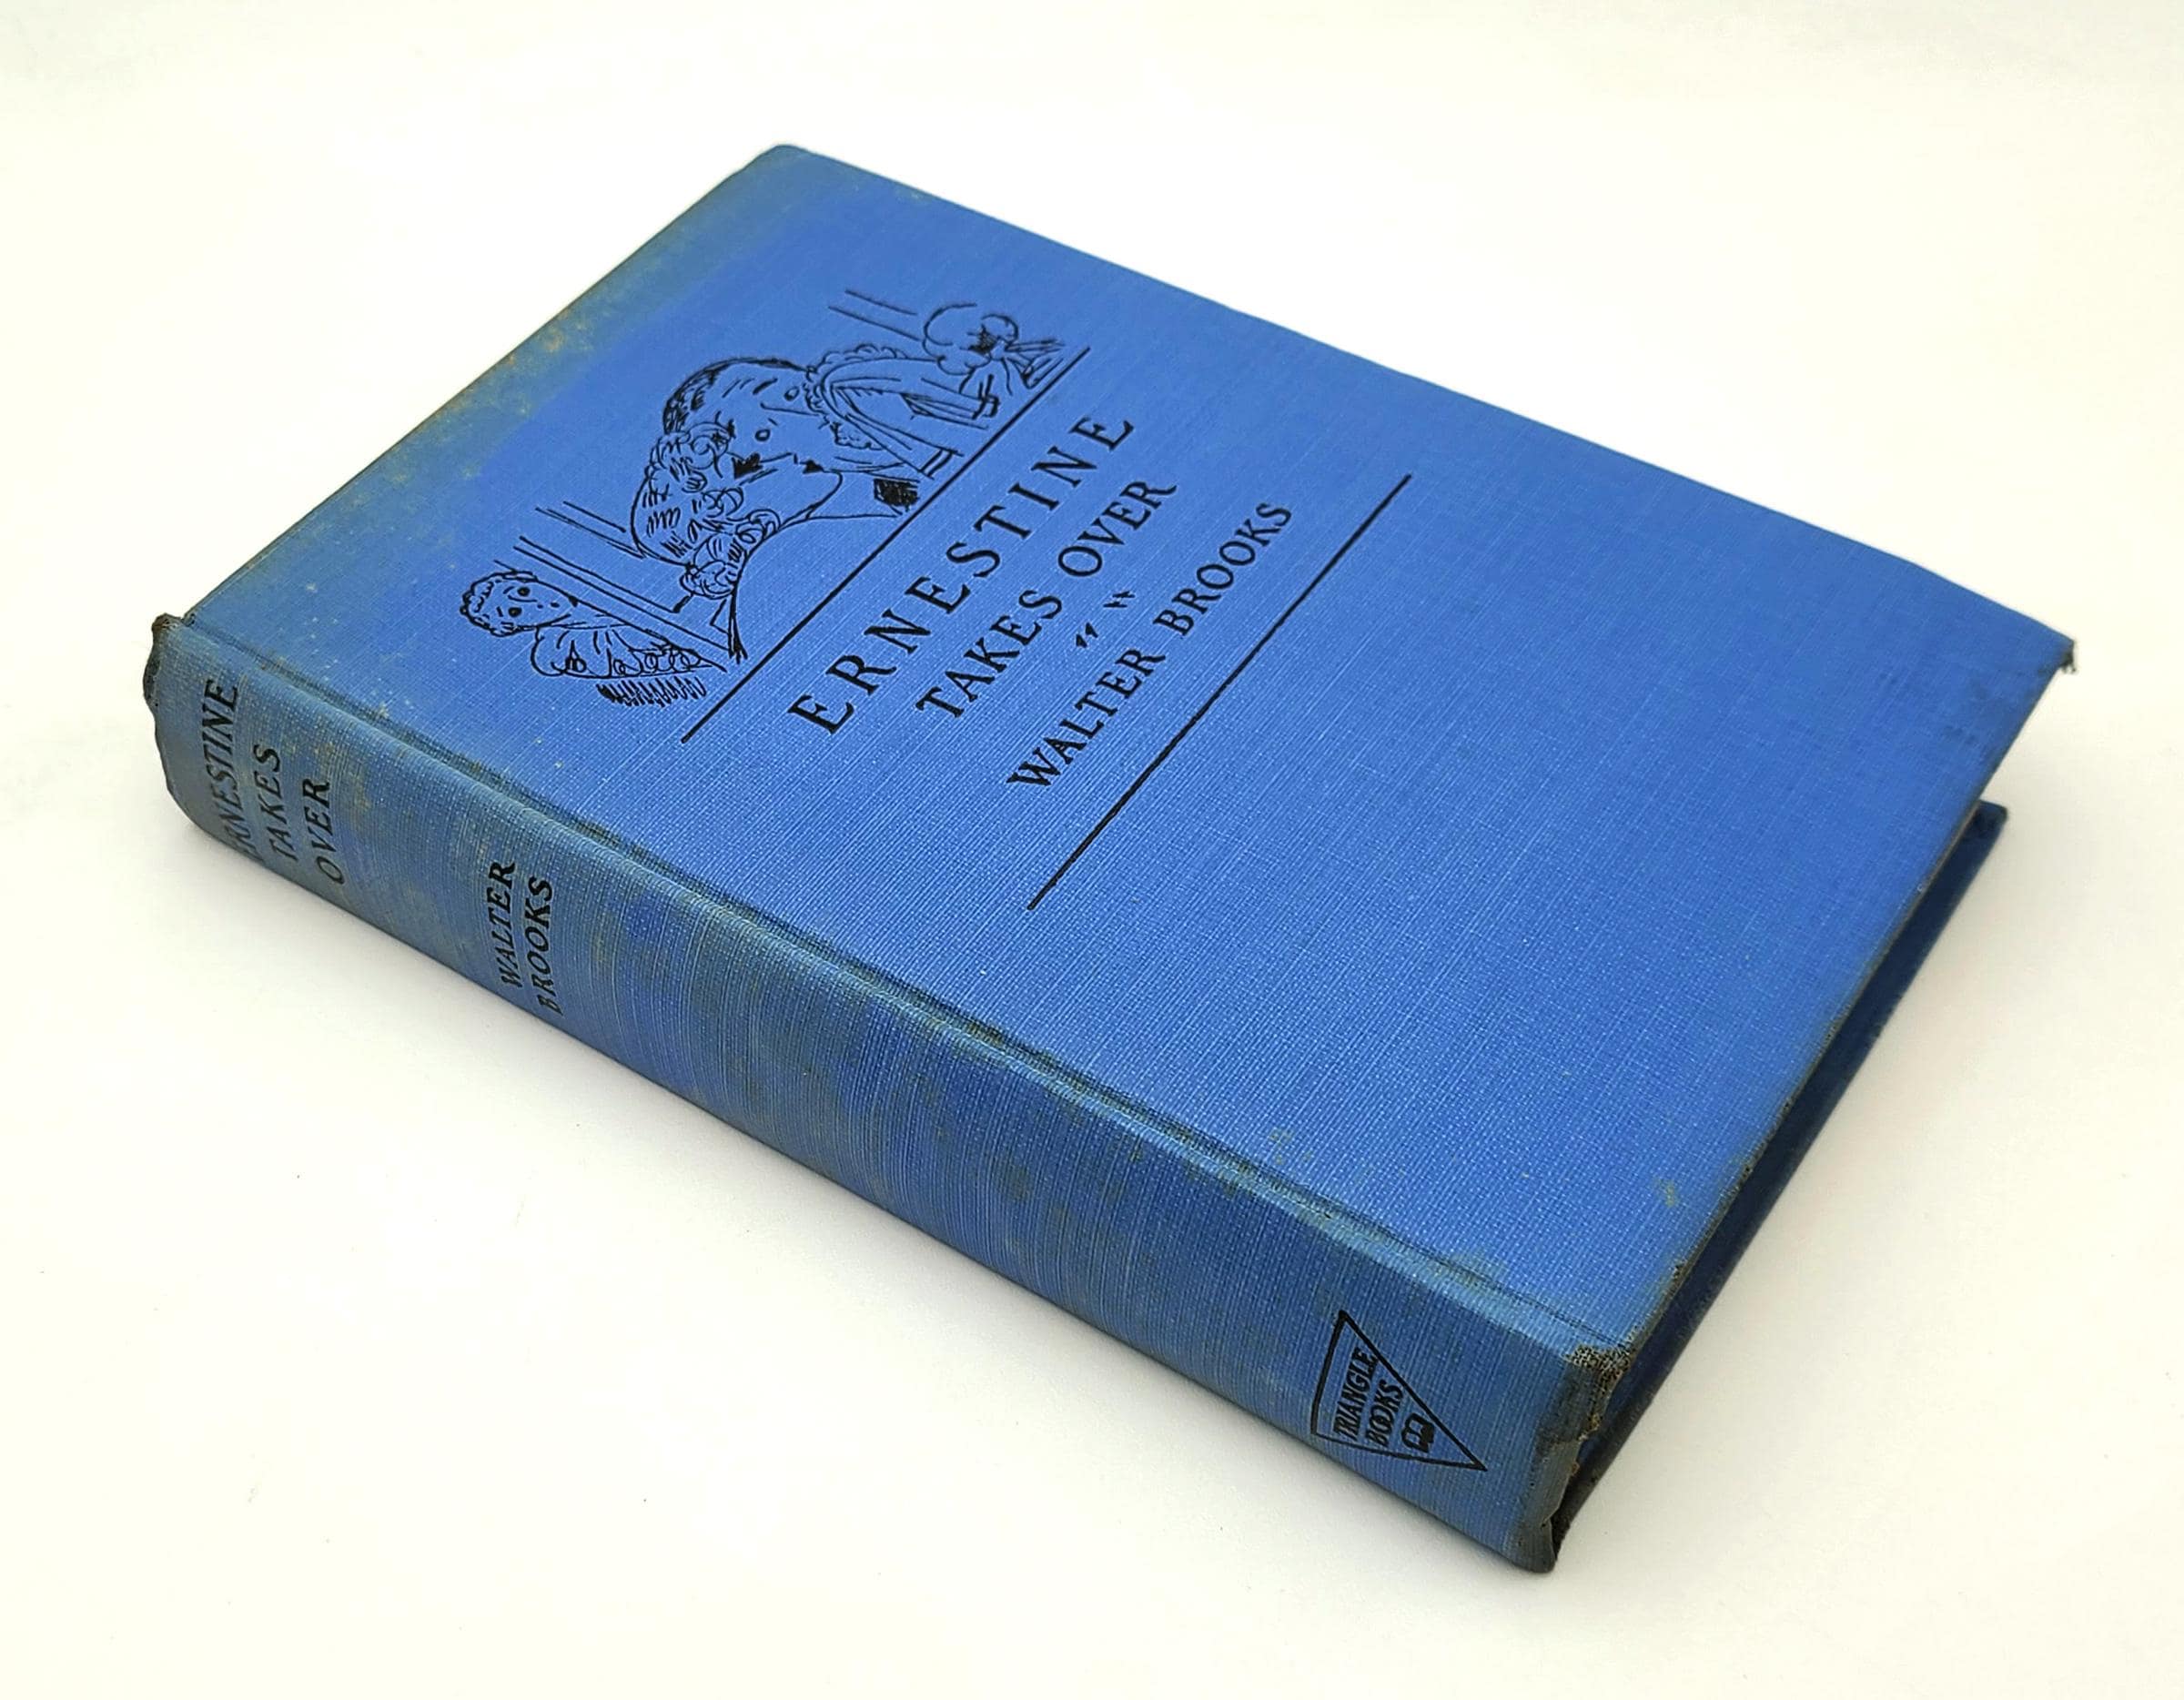 ERNESTINE
TAKES OVER
WALTER BROOKS
ERNESTINE
TAKES
OVER
WALTER
BROOKS
TRIANGLE
BOOKS